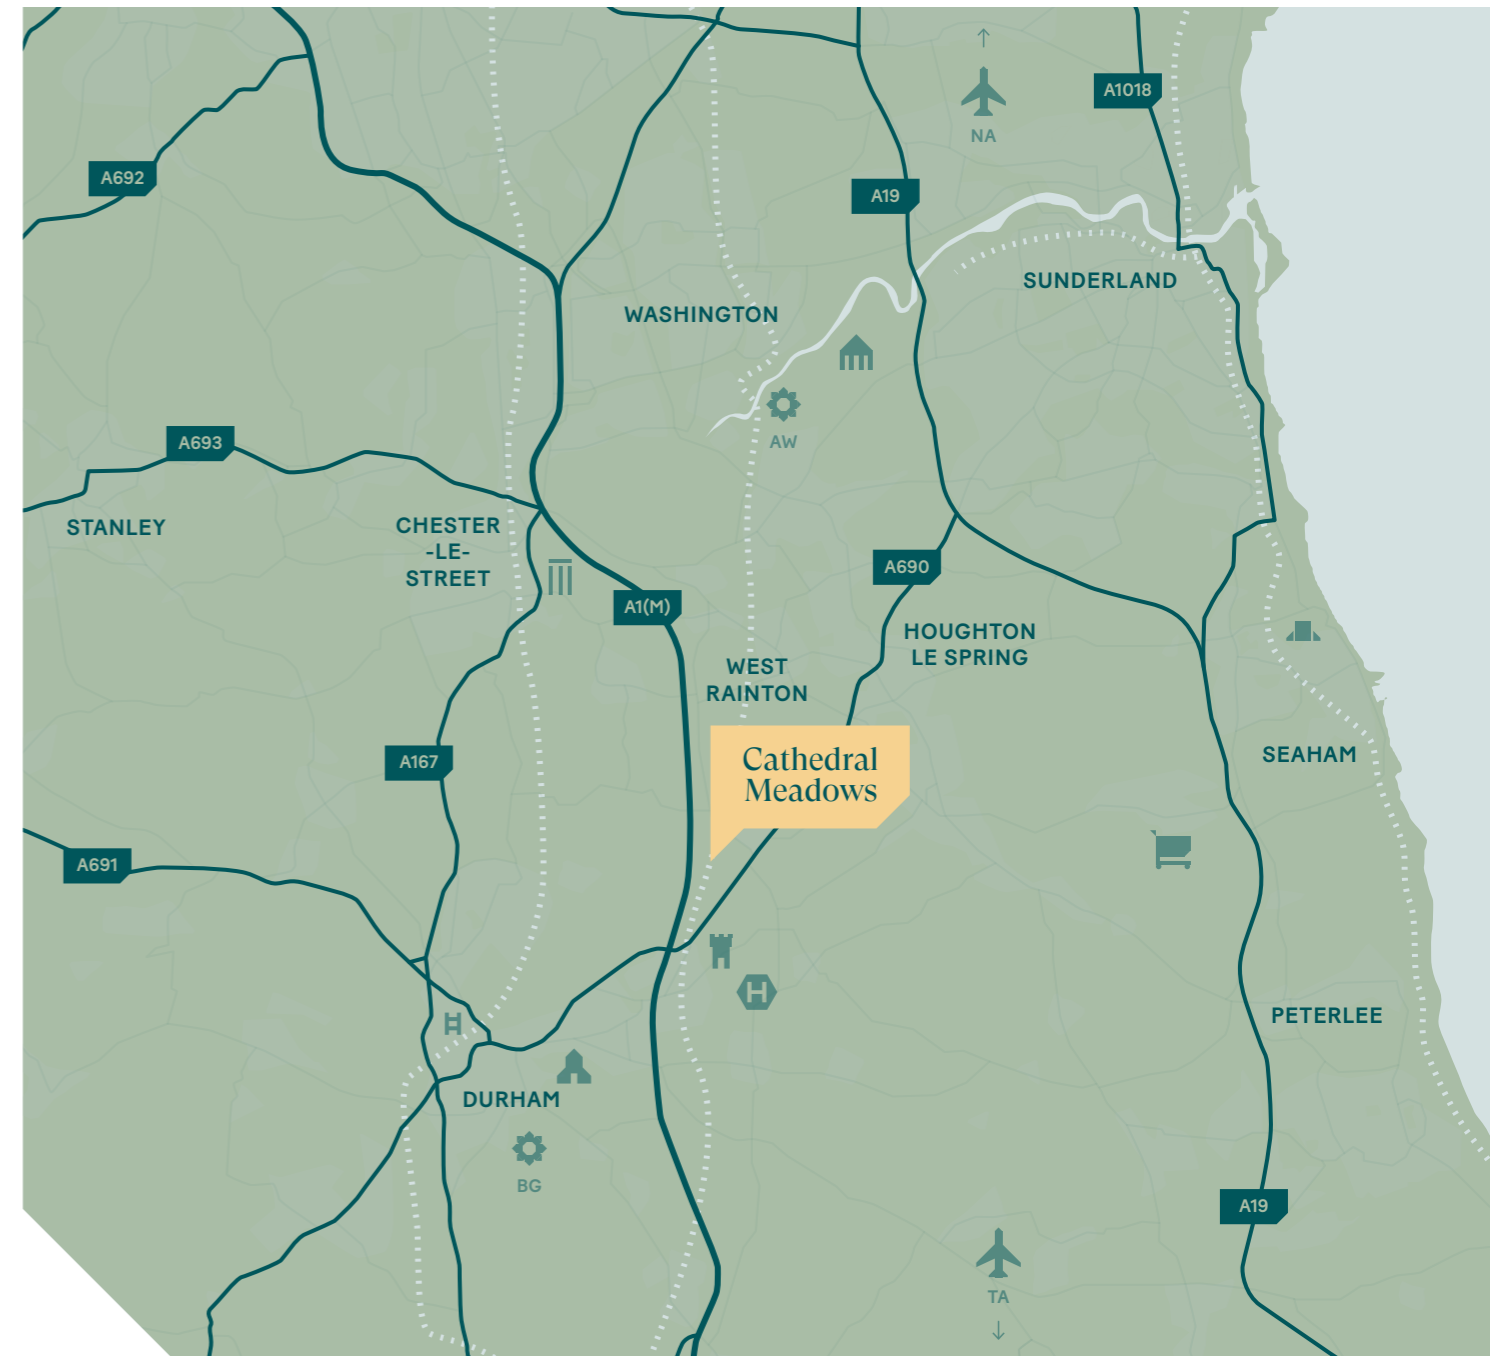 A1018
NA
A692
A19
SUNDERLAND
WASHINGTON
AW
A693
STANLEY
CHESTER
-LE-
STREET
A690
A1(M)
HOUGHTON
LE SPRING
WEST
RAINTON
Cathedral
Meadows
SEAHAM
A167
A691
H
PETERLEE
DURHAM
BG
A19
TA